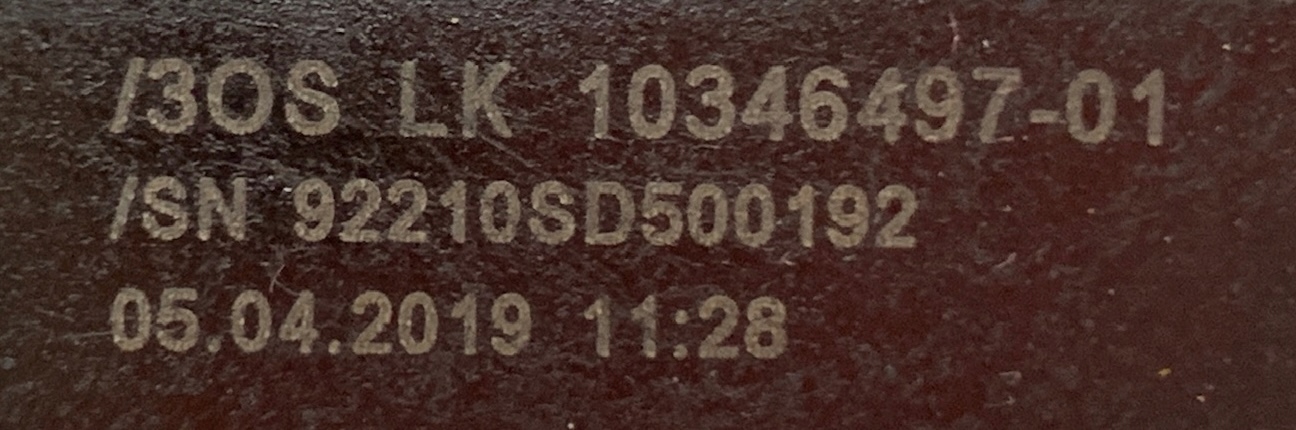 /3OS LK 10346497-01
/SN 92210SD500192
05.04.2019 11:28